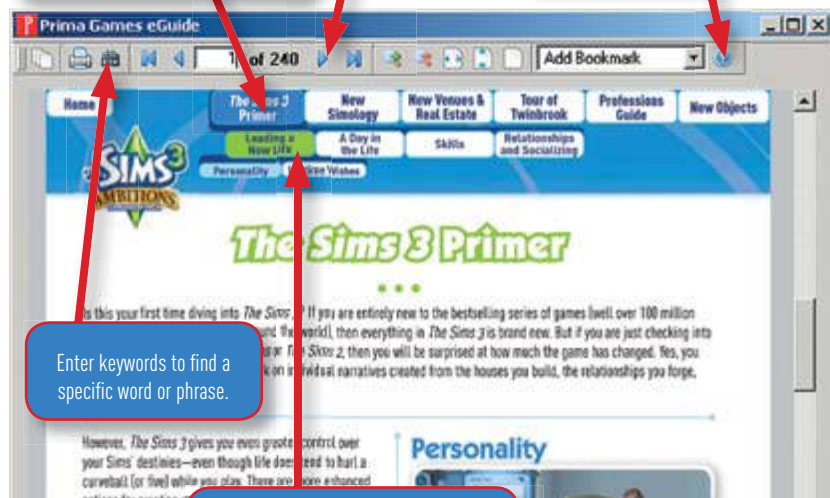 Prima Games eGuide
1 of 240
Add Bookmark
Home
The Sims 3 Primer
New Simology
New Venues & Real Estate
Tour of Twinbrook
Professions Guide
New Objects
Leading a New Life
A Day in the Life
Skills
Relationships and Socializing
Personality
Wishes
THE SIMS 3
AMBITIONS
The Sims 3 Primer
Is this your first time diving into The Sims If you are entirely new to the bestselling series of games (well over 100 million
und the world), then everything in The Sims 3 is brand new. But if you are just checking into
or The Sims 2, then you will be surprised at how much the game has changed. Yes, you
k on individual narratives created from the houses you build, the relationships you forge,
Enter keywords to find a
specific word or phrase.
However, The Sims 3 gives you even greater control over
your Sims' destinies—even though life does tend to hurl a
curveball (or five) while you play. There are more enhanced
Personality